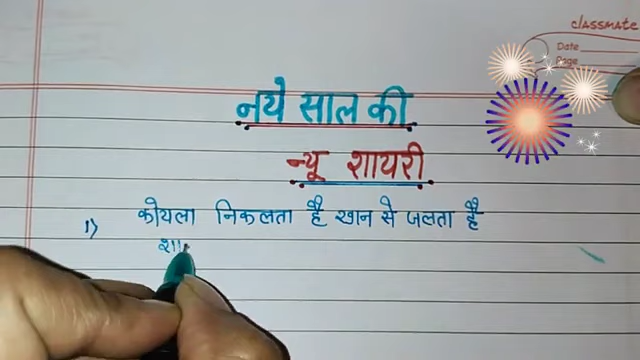 classmate
Date
Page
नये साल की
न्यू शायरी
1) कोयला निकलता है खान से जलता है
शा